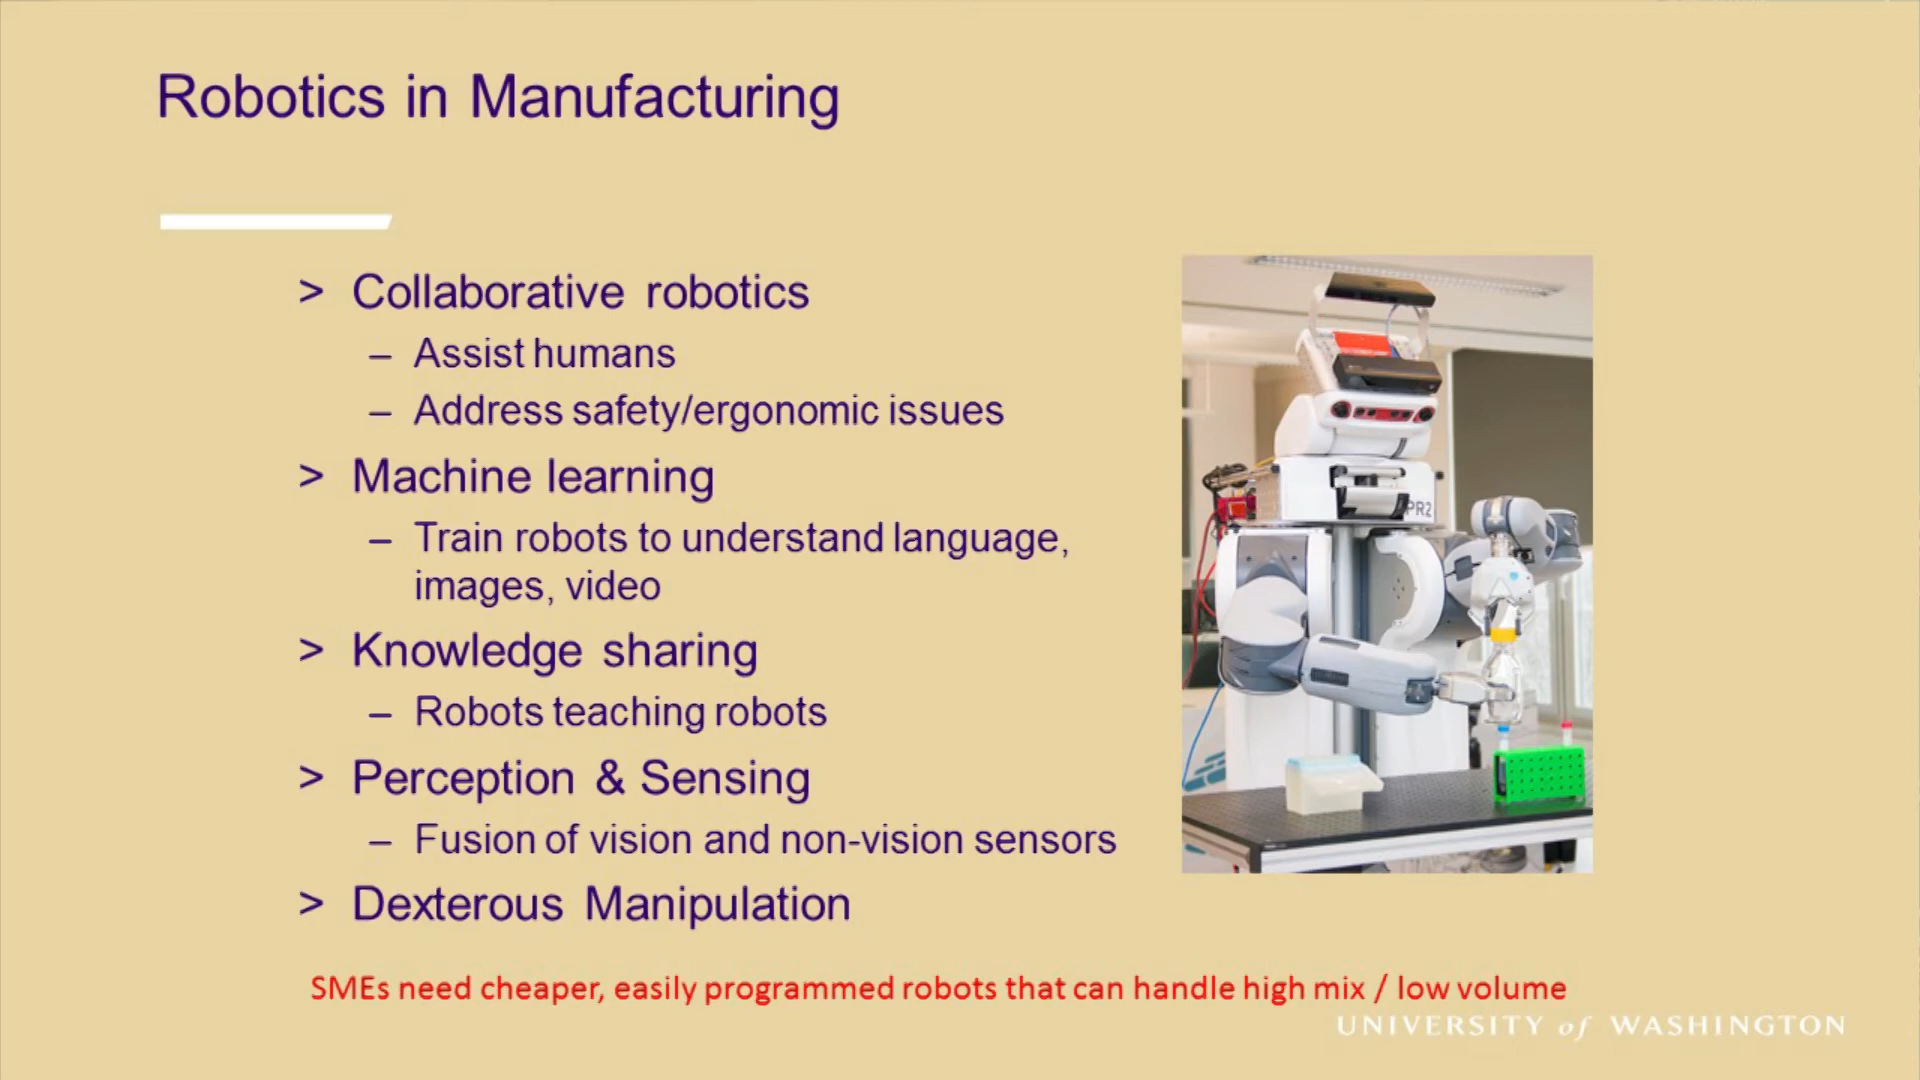 Robotics in Manufacturing
> Collaborative robotics
– Assist humans
– Address safety/ergonomic issues
> Machine learning
– Train robots to understand language,
images, video
> Knowledge sharing
– Robots teaching robots
> Perception & Sensing
– Fusion of vision and non-vision sensors
> Dexterous Manipulation
PR2
SMEs need cheaper, easily programmed robots that can handle high mix / low volume
UNIVERSITY of WASHINGTON